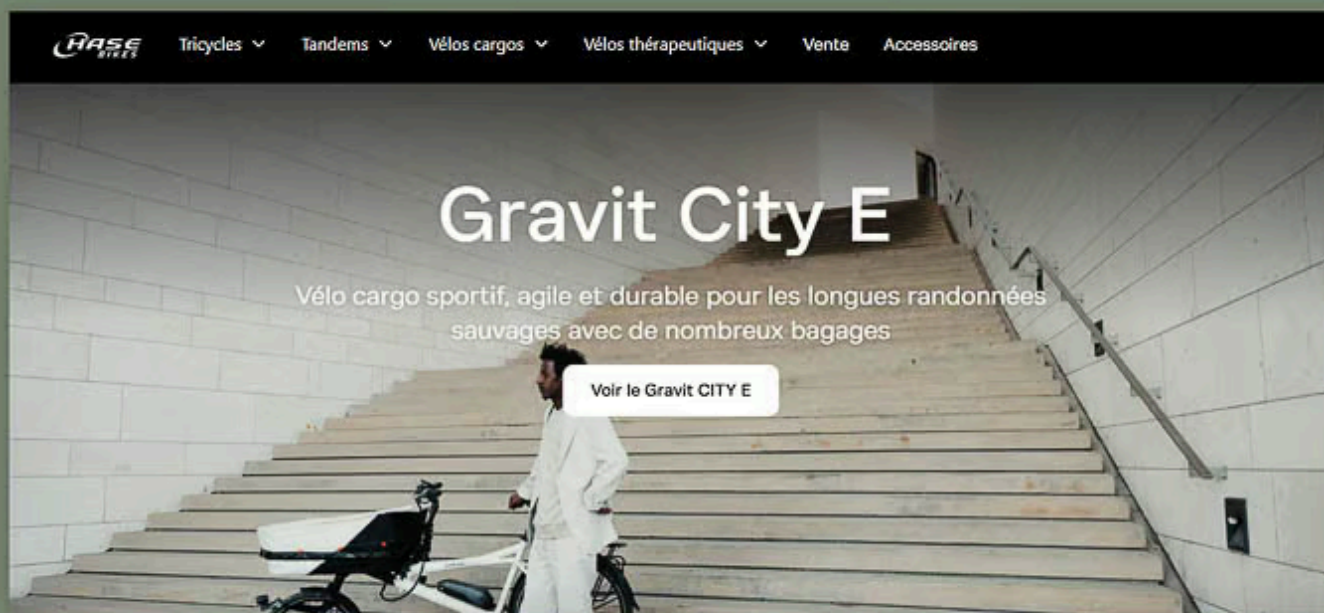 HASE
BIKES
Tricycles
Tandems
Vélos cargos
Vélos thérapeutiques
Vente
Accessoires
Gravit City E
Vélo cargo sportif, agile et durable pour les longues randonnées
sauvages avec de nombreux bagages
Voir le Gravit CITY E